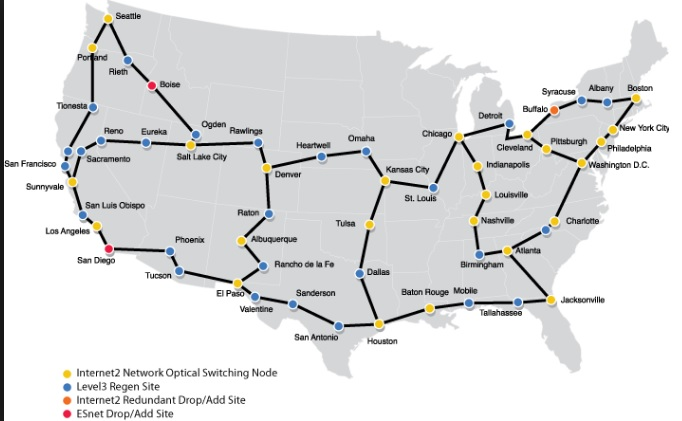 Seattle
Portland
Rieth
Boise
Tionesta
Ogden
Reno
Eureka
Rawlings
Salt Lake City
Sacramento
San Francisco
Sunnyvale
San Luis Obispo
Los Angeles
San Diego
Phoenix
Tucson
El Paso
Valentine
Sanderson
San Antonio
Houston
Denver
Raton
Albuquerque
Rancho de la Fe
Heartwell
Omaha
Kansas City
St. Louis
Tulsa
Dallas
Chicago
Detroit
Cleveland
Buffalo
Syracuse
Albany
Boston
New York City
Philadelphia
Pittsburgh
Washington D.C.
Indianapolis
Louisville
Nashville
Birmingham
Atlanta
Charlotte
Baton Rouge
Moblie
Tallahassee
Jacksonville
Internet2 Network Optical Switching Node
Level3 Regen Site
Internet2 Redundant Drop/Add Site
ESnet Drop/Add Site